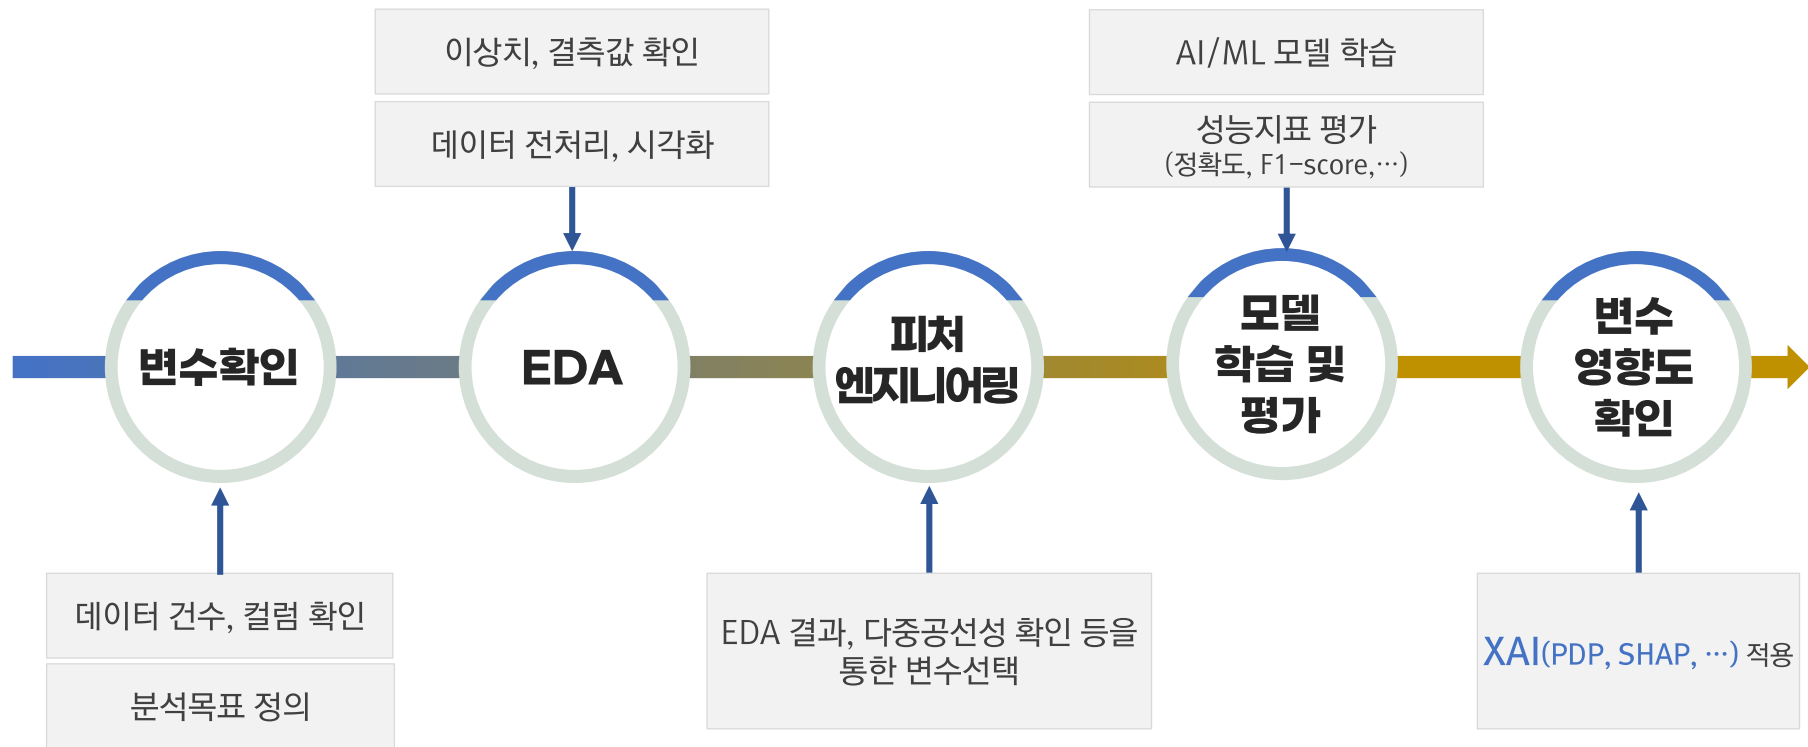 이상치, 결측값 확인
데이터 전처리, 시각화
AI/ML 모델 학습
성능지표 평가
(정확도, F1-score,…)
변수확인
EDA
피처
엔지니어링
모델
학습 및
평가
변수
영향도
확인
데이터 건수, 컬럼 확인
분석목표 정의
EDA 결과, 다중공선성 확인 등을
통한 변수선택
XAI(PDP, SHAP, …) 적용